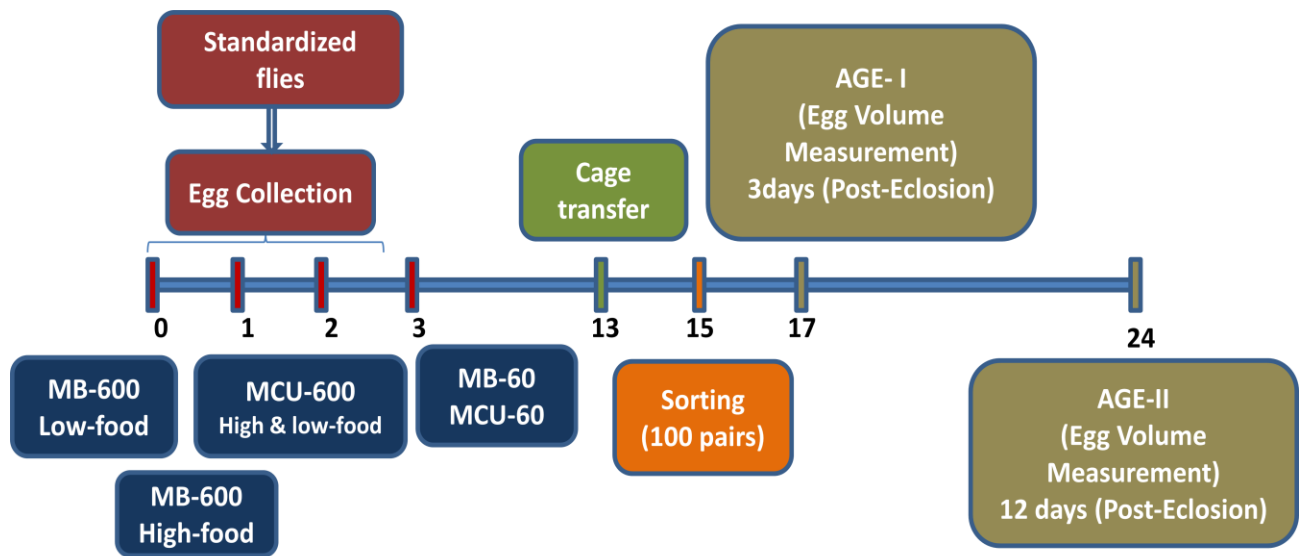 Standardized
flies
Egg Collection
Cage
transfer
AGE- I
(Egg Volume
Measurement)
3days (Post-Eclosion)
0
1
2
3
13
15
17
24
MB-600
Low-food
MB-600
High-food
MCU-600
High & low-food
MB-60
MCU-60
Sorting
(100 pairs)
AGE-II
(Egg Volume
Measurement)
12 days (Post-Eclosion)